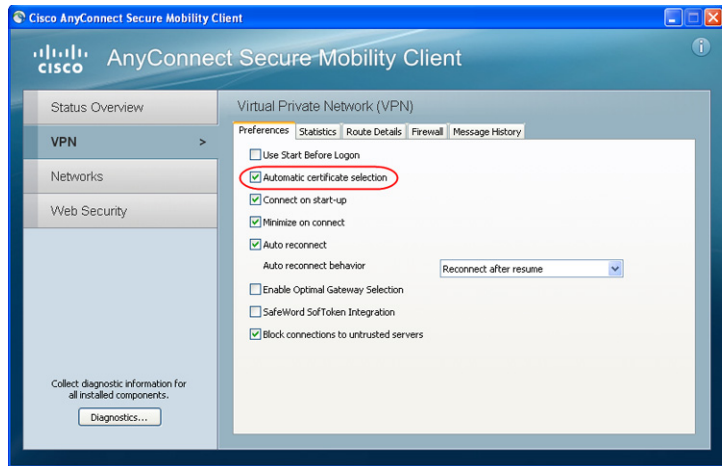 Cisco AnyConnect Secure Mobility Client
CISCO
AnyConnect Secure Mobility Client
Status Overview
VPN >
Networks
Web Security
Collect diagnostic information for
all installed components.
Diagnostics...
Virtual Private Network (VPN)
Preferences Statistics Route Details Firewall Message History
Use Start Before Logon
Automatic certificate selection
Connect on start-up
Minimize on connect
Auto reconnect
Auto reconnect behavior Reconnect after resume
Enable Optimal Gateway Selection
SafeWord SofToken Integration
Block connections to untrusted servers